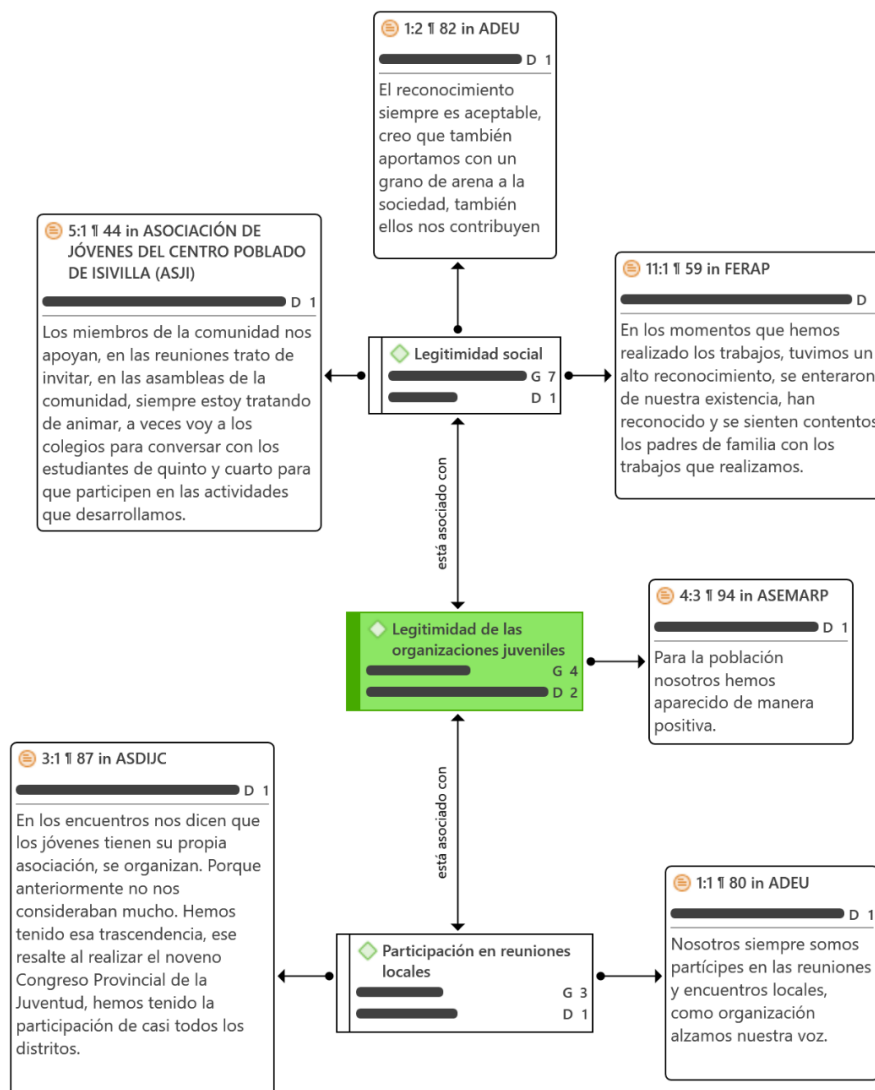 1:2 ¶ 82 in ADEU
D 1
El reconocimiento
siempre es aceptable,
creo que también
aportamos con un
grano de arena a la
sociedad, también
ellos nos contribuyen
5:1 ¶ 44 in ASOCIACIÓN DE
JÓVENES DEL CENTRO POBLADO
DE ISIVILLA (ASJI)
D 1
Los miembros de la comunidad nos
apoyan, en las reuniones trato de
invitar, en las asambleas de la
comunidad, siempre estoy tratando
de animar, a veces voy a los
colegios para conversar con los
estudiantes de quinto y cuarto para
que participen en las actividades
que desarrollamos.
11:1 ¶ 59 in FERAP
D
En los momentos que hemos
realizado los trabajos, tuvimos un
alto reconocimiento, se enteraron
de nuestra existencia, han
reconocido y se sienten contentos
los padres de familia con los
trabajos que realizamos.
Legitimidad social
G 7
D 1
está asociado con
Legitimidad de las
organizaciones juveniles
G 4
D 2
4:3 ¶ 94 in ASEMARP
D 1
Para la población
nosotros hemos
aparecido de manera
positiva.
está asociado con
3:1 ¶ 87 in ASDIJC
D 1
En los encuentros nos dicen que
los jóvenes tienen su propia
asociación, se organizan. Porque
anteriormente no nos
consideraban mucho. Hemos
tenido esa trascendencia, ese
resalte al realizar el noveno
Congreso Provincial de la
Juventud, hemos tenido la
participación de casi todos los
distritos.
Participación en reuniones
locales
G 3
D 1
1:1 ¶ 80 in ADEU
D 1
Nosotros siempre somos
partícipes en las reuniones
y encuentros locales,
como organización
alzamos nuestra voz.